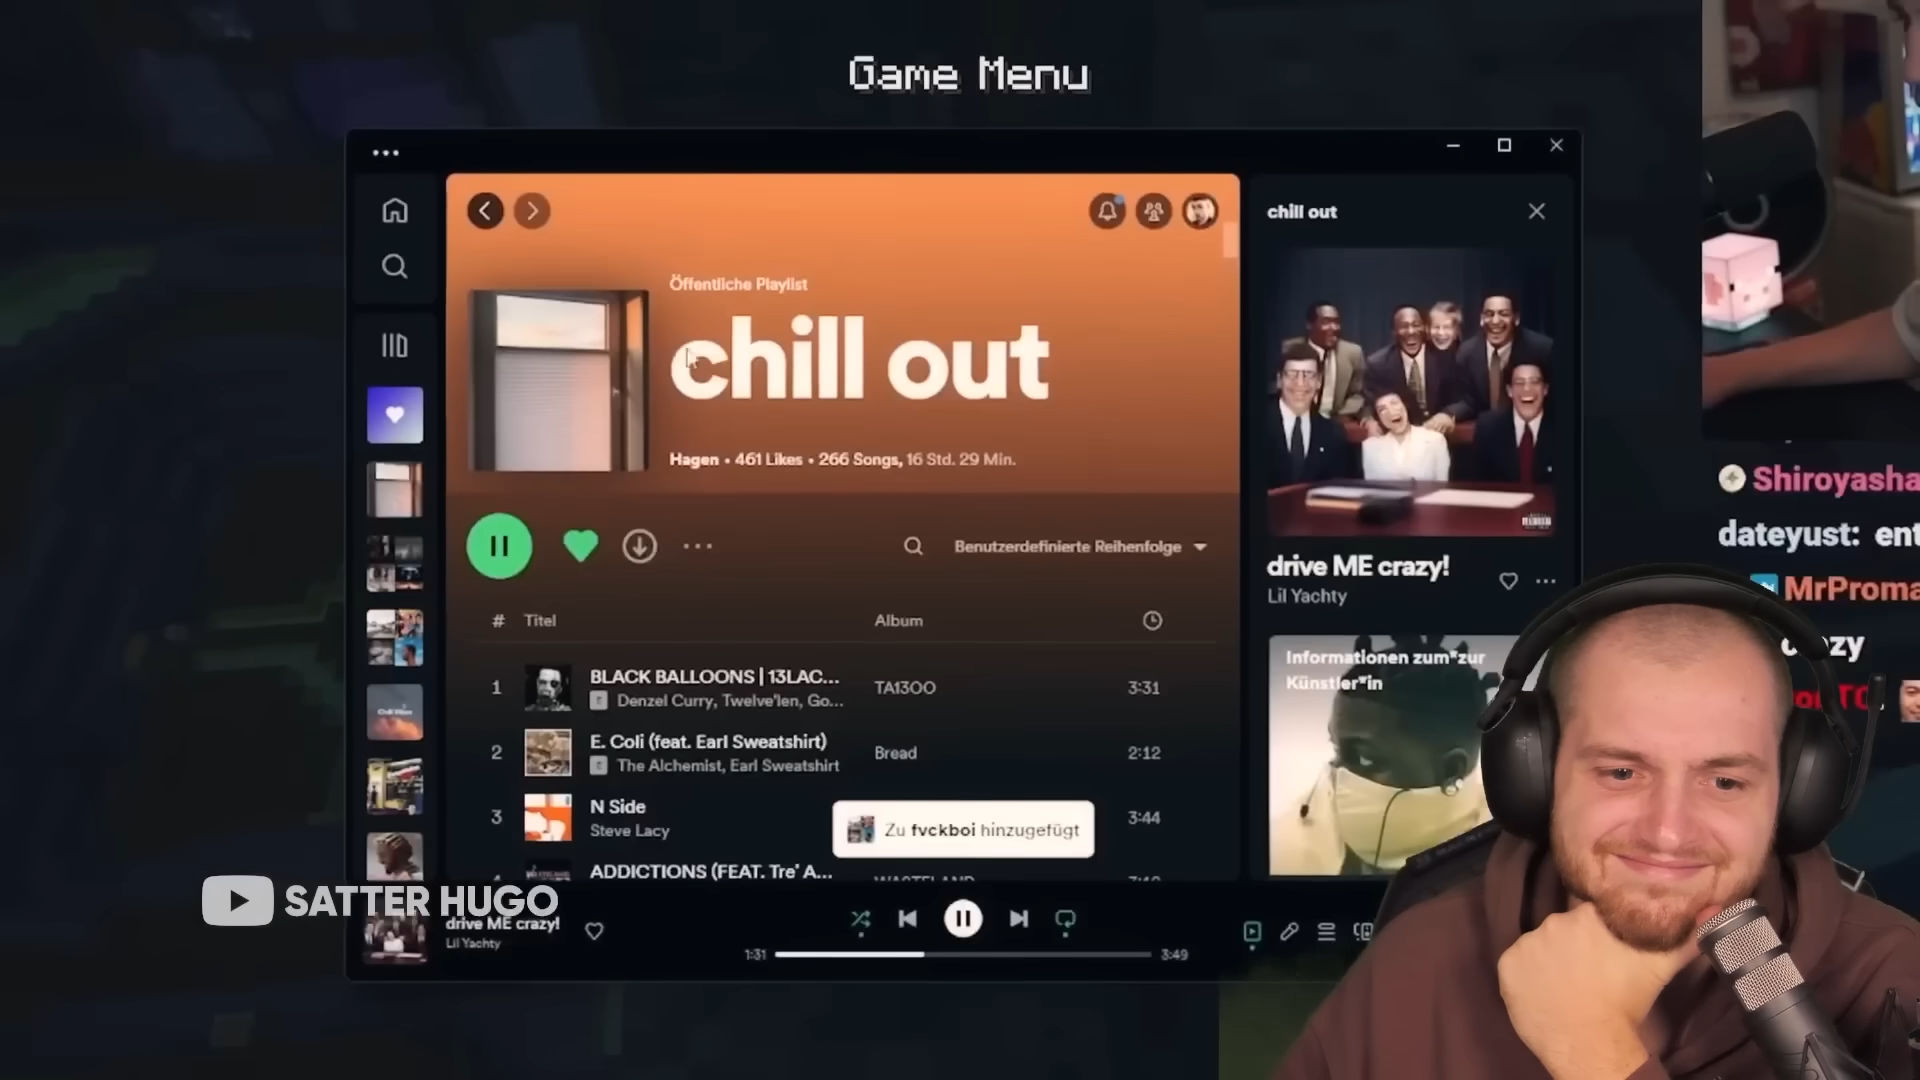 Game Menu
chill out
Öffentliche Playlist
chill out
Hagen • 461 Likes • 266 Songs, 16 Std. 29 Min.
Benutzerdefinierte Reihenfolge
# Titel Album
1 BLACK BALLOONS | 13LAC... TA13OO 3:31
E Denzel Curry, Twelve'len, Go...
2 E. Coli (feat. Earl Sweatshirt) Bread 2:12
E The Alchemist, Earl Sweatshirt
3 N Side 3:44
Steve Lacy
ADDICTIONS (FEAT. Tre' A... WASTELAND
Zu fvckboi hinzugefügt
drive ME crazy!
Lil Yachty
Informationen zum*zur
Künstler*in
Shiroyasha
dateyust: ent
MrProma
SATTER HUGO
drive ME crazy!
Lil Yachty
1:31
3:49